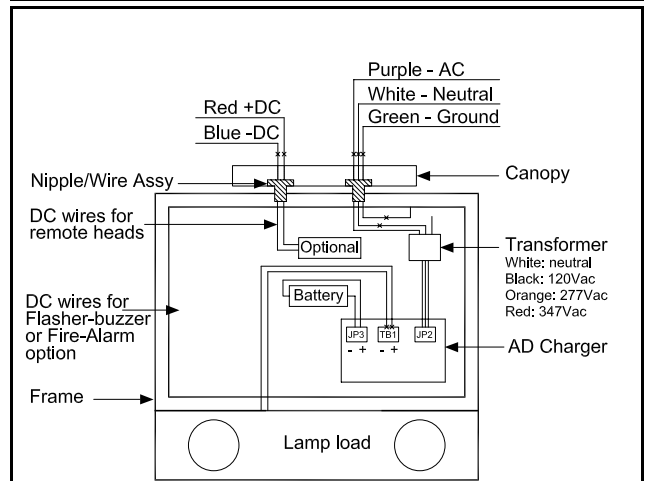 Purple - AC
White - Neutral
Green - Ground
Red +DC
Blue -DC
Canopy
Nipple/Wire Assy
DC wires for
remote heads
Optional
Transformer
White: neutral
Black: 120Vac
Orange: 277Vac
Red: 347Vac
Battery
DC wires for
Flasher-buzzer
or Fire-Alarm
option
JP3
TB1
JP2
- +
- +
AD Charger
Frame
Lamp load